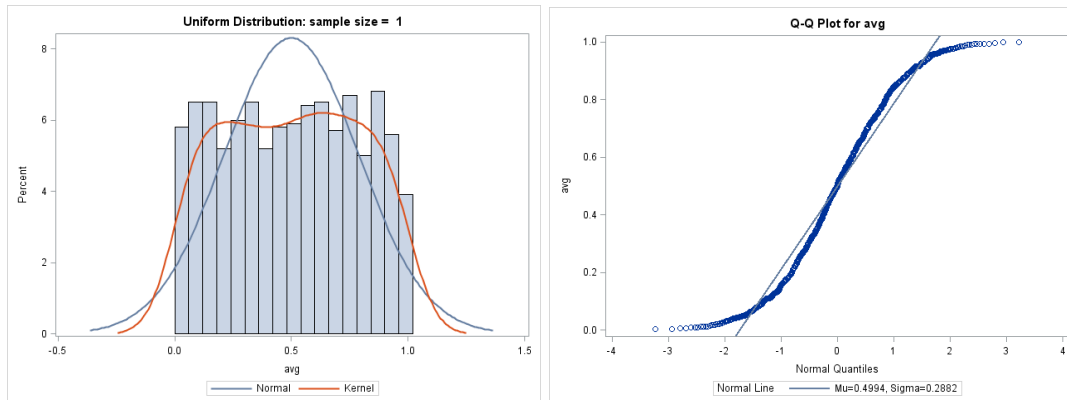 Uniform Distribution: sample size = 1
8
6
4
2
0
Percent
-0.5
0.0
0.5
1.0
1.5
avg
Normal
Kernel
Q-Q Plot for avg
1.0
0.8
0.6
0.4
0.2
0.0
avg
-4
-3
-2
-1
0
1
2
3
4
Normal Quantiles
Normal Line
Mu=0.4994, Sigma=0.2882